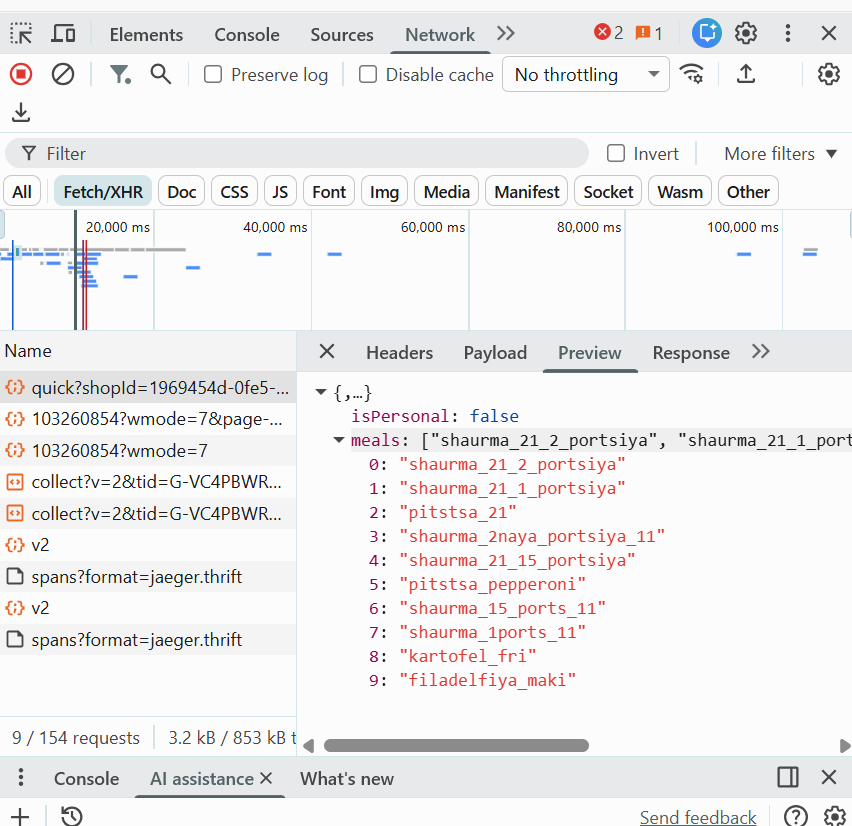 Elements Console Sources Network 2 1
Preserve log Disable cache No throttling
Filter Invert More filters
All Fetch/XHR Doc CSS JS Font Img Media Manifest Socket Wasm Other
20,000 ms 40,000 ms 60,000 ms 80,000 ms 100,000 ms
Name
Headers Payload Preview Response
quick?shopId=1969454d-0fe5-...
103260854?wmode=7&page-...
103260854?wmode=7
collect?v=2&tid=G-VC4PBWR...
collect?v=2&tid=G-VC4PBWR...
v2
spans?format=jaeger.thrift
v2
spans?format=jaeger.thrift
{,…}
isPersonal: false
meals: ["shaurma_21_2_portsiya", "shaurma_21_1_port
0: "shaurma_21_2_portsiya"
1: "shaurma_21_1_portsiya"
2: "pitstsa_21"
3: "shaurma_2naya_portsiya_11"
4: "shaurma_21_15_portsiya"
5: "pitstsa_pepperoni"
6: "shaurma_15_ports_11"
7: "shaurma_1ports_11"
8: "kartofel_fri"
9: "filadelfiya_maki"
9 / 154 requests 3.2 kB / 853 kB t
Console AI assistance What's new
Send feedback